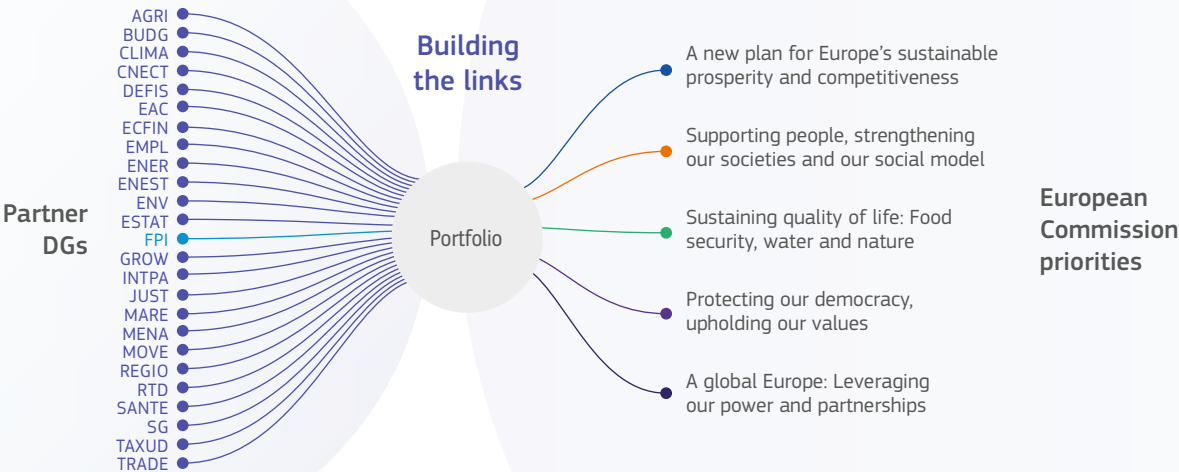 Building
the links
Partner
DGs
AGRI
BUDG
CLIMA
CNECT
DEFIS
EAC
ECFIN
EMPL
ENER
ENEST
ENV
ESTAT
FPI
GROW
INTPA
JUST
MARE
MENA
MOVE
REGIO
RTD
SANTE
SG
TAXUD
TRADE
Portfolio
A new plan for Europe’s sustainable
prosperity and competitiveness
Supporting people, strengthening
our societies and our social model
Sustaining quality of life: Food
security, water and nature
Protecting our democracy,
upholding our values
A global Europe: Leveraging
our power and partnerships
European
Commission
priorities